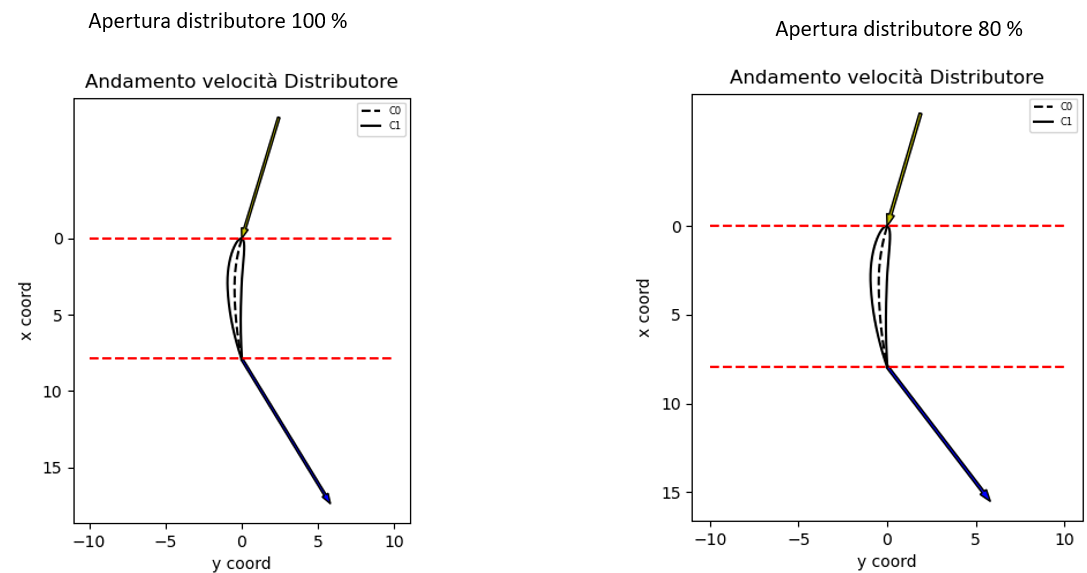 Apertura distributore 100 %
Andamento velocità Distributore
C0
C1
0
5
10
15
x coord
−10
−5
0
5
10
y coord
Apertura distributore 80 %
Andamento velocità Distributore
C0
C1
0
5
10
15
x coord
−10
−5
0
5
10
y coord